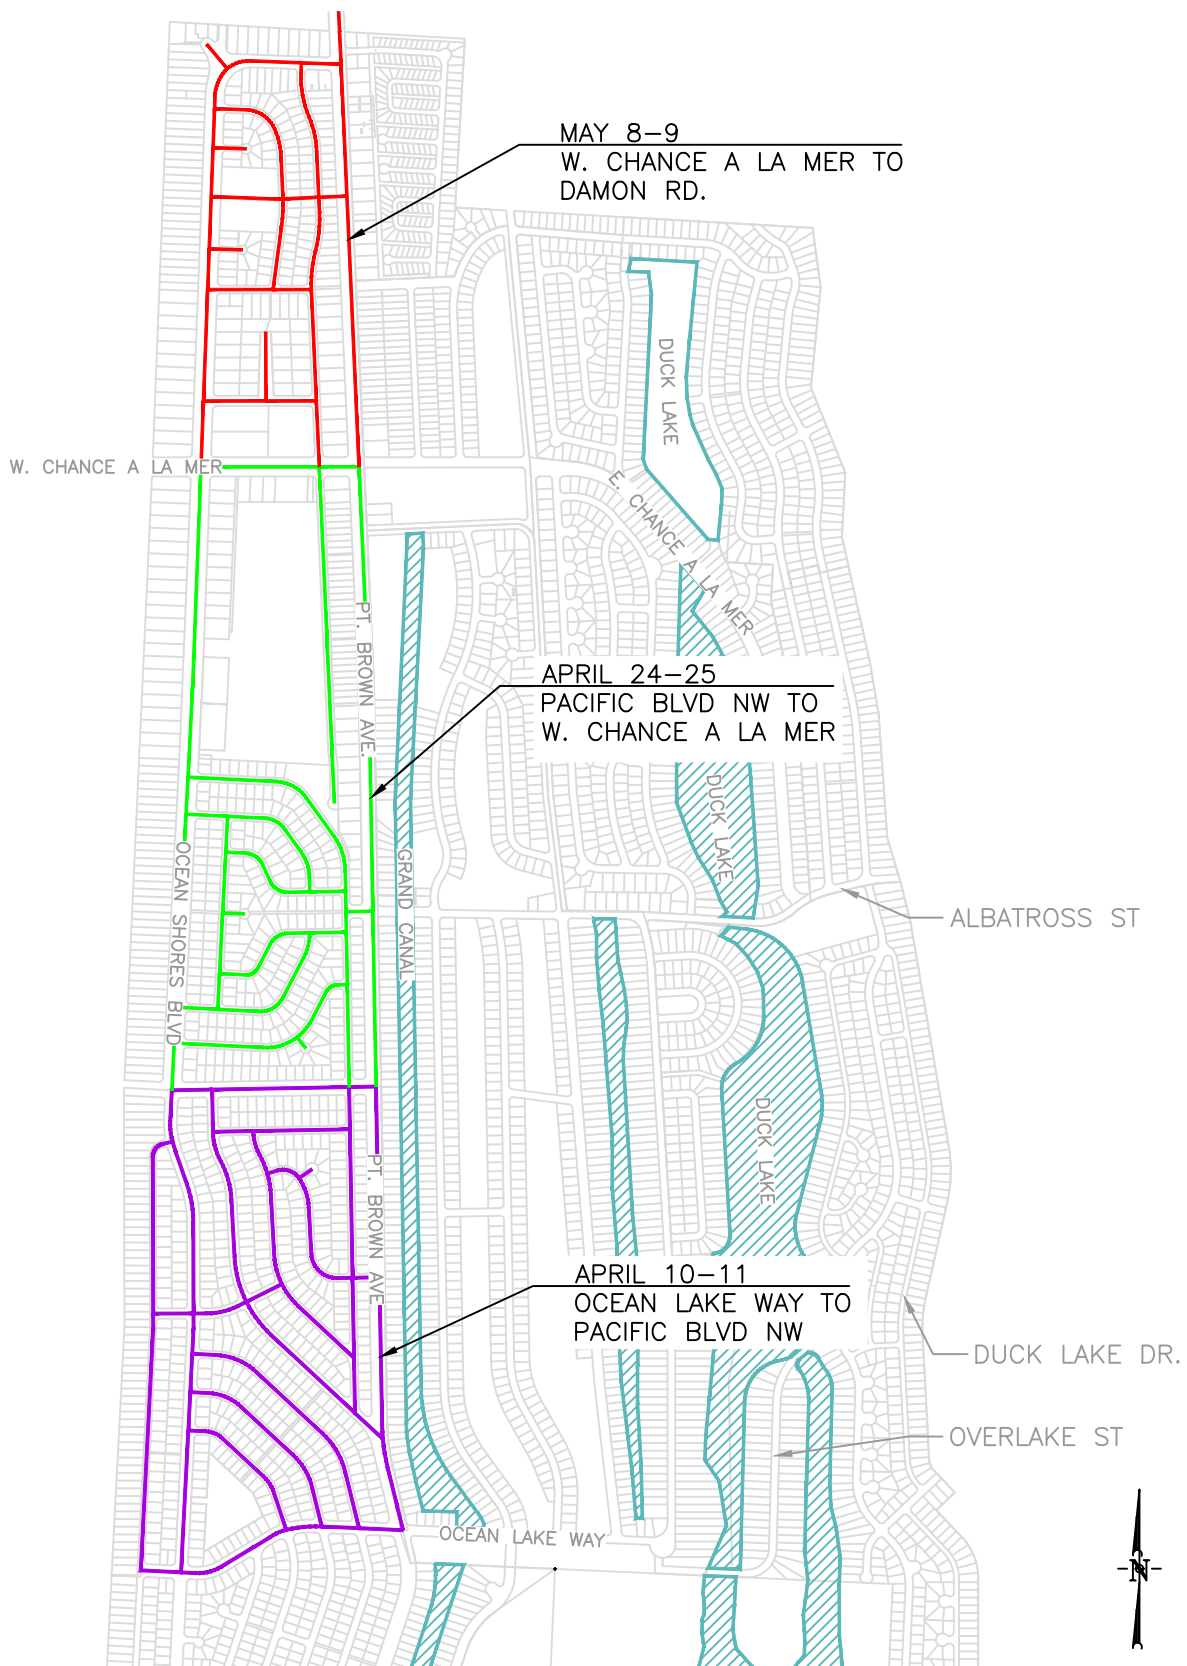 MAY 8-9
W. CHANCE A LA MER TO
DAMON RD.
DUCK LAKE
W. CHANCE A LA MER
E. CHANCE A LA MER
PT. BROWN AVE.
APRIL 24-25
PACIFIC BLVD NW TO
W. CHANCE A LA MER
DUCK LAKE
OCEAN SHORES BLVD
GRAND CANAL
ALBATROSS ST
DUCK LAKE
PT. BROWN AVE
APRIL 10-11
OCEAN LAKE WAY TO
PACIFIC BLVD NW
DUCK LAKE DR.
OVERLAKE ST
OCEAN LAKE WAY
N